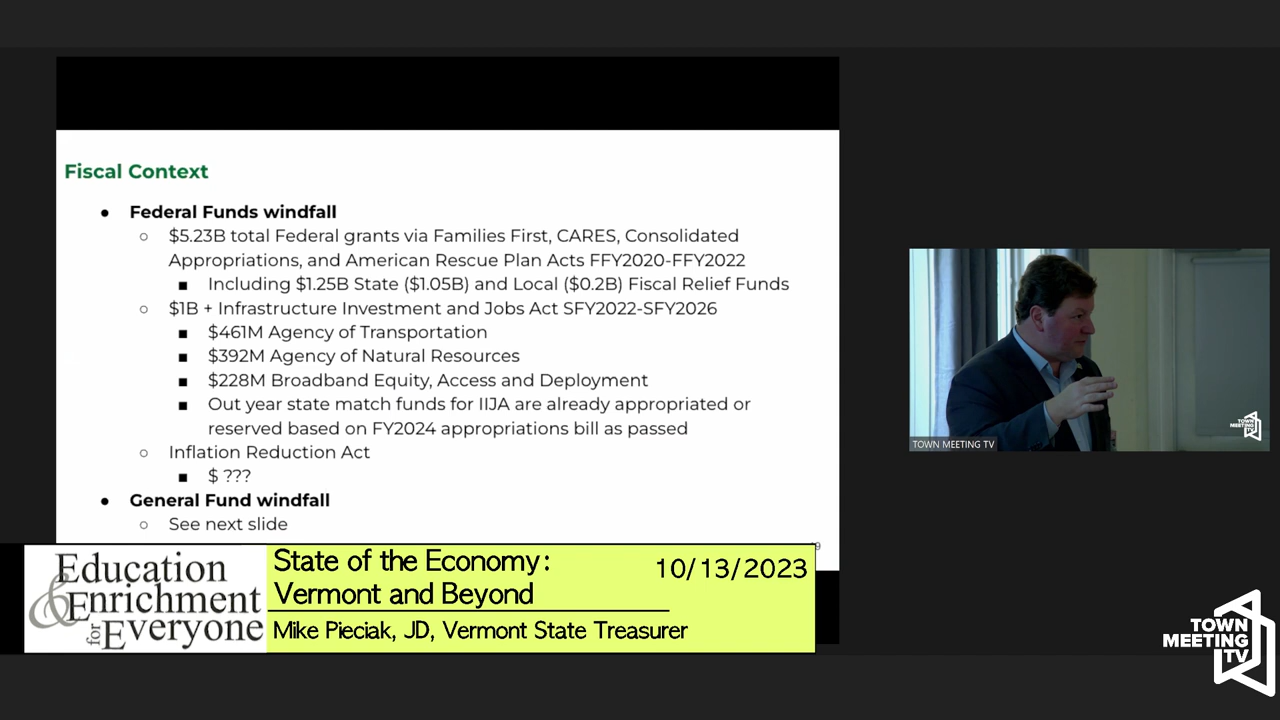 Fiscal Context
● Federal Funds windfall
○ $5.23B total Federal grants via Families First, CARES, Consolidated
Appropriations, and American Rescue Plan Acts FFY2020-FFY2022
■ Including $1.25B State ($1.05B) and Local ($0.2B) Fiscal Relief Funds
○ $1B + Infrastructure Investment and Jobs Act SFY2022-SFY2026
■ $461M Agency of Transportation
■ $392M Agency of Natural Resources
■ $228M Broadband Equity, Access and Deployment
■ Out year state match funds for IIJA are already appropriated or
reserved based on FY2024 appropriations bill as passed
○ Inflation Reduction Act
■ $ ???
● General Fund windfall
○ See next slide
Education
& Enrichment
for Everyone
State of the Economy:
Vermont and Beyond
10/13/2023
Mike Pieciak, JD, Vermont State Treasurer
TOWN
MEETING
TV
TOWN MEETING TV
TOWN
MEETING
TV